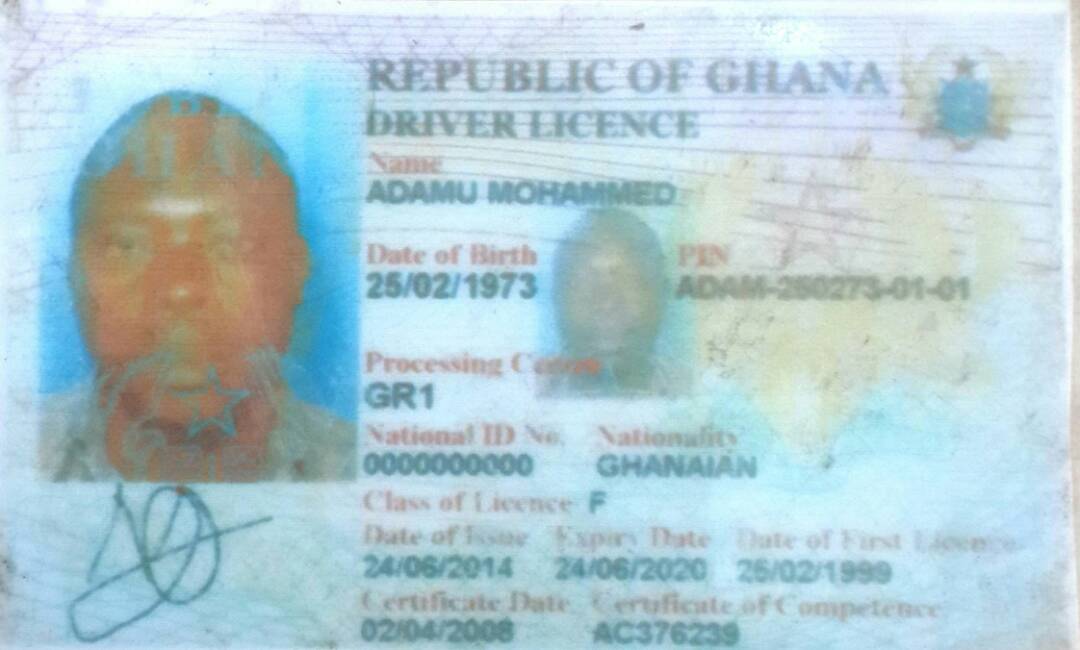 REPUBLIC OF GHANA
DRIVER LICENCE
Name
ADAMU MOHAMMED
Date of Birth PIN
25/02/1973 ADAM-250273-01-01
Processing Centre
GR1
National ID No. Nationality
0000000000 GHANAIAN
Class of Licence F
Date of Issue Expiry Date Date of First Licence
24/06/2014 24/06/2020 25/02/1999
Certificate Date Certificate of Competence
02/04/2008 AC376239